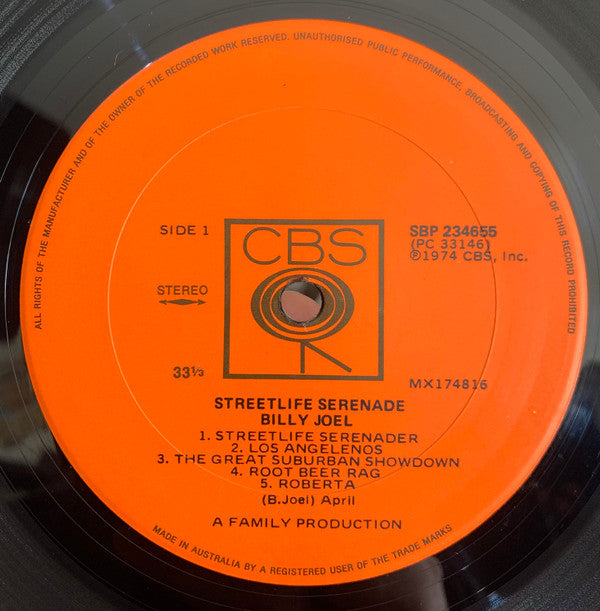 ALL RIGHTS OF THE MANUFACTURER AND OF THE OWNER OF THE RECORDED WORK RESERVED. UNAUTHORISED PUBLIC PERFORMANCE, BROADCASTING AND COPYING OF THIS RECORD PROHIBITED
SIDE 1
CBS
SBP 234655
(PC 33146)
℗1974 CBS, Inc.
STEREO
33⅓
MX174816
STREETLIFE SERENADE
BILLY JOEL
1. STREETLIFE SERENADER
2. LOS ANGELENOS
3. THE GREAT SUBURBAN SHOWDOWN
4. ROOT BEER RAG
5. ROBERTA
(B.Joel) April
A FAMILY PRODUCTION
MADE IN AUSTRALIA BY A REGISTERED USER OF THE TRADE MARKS